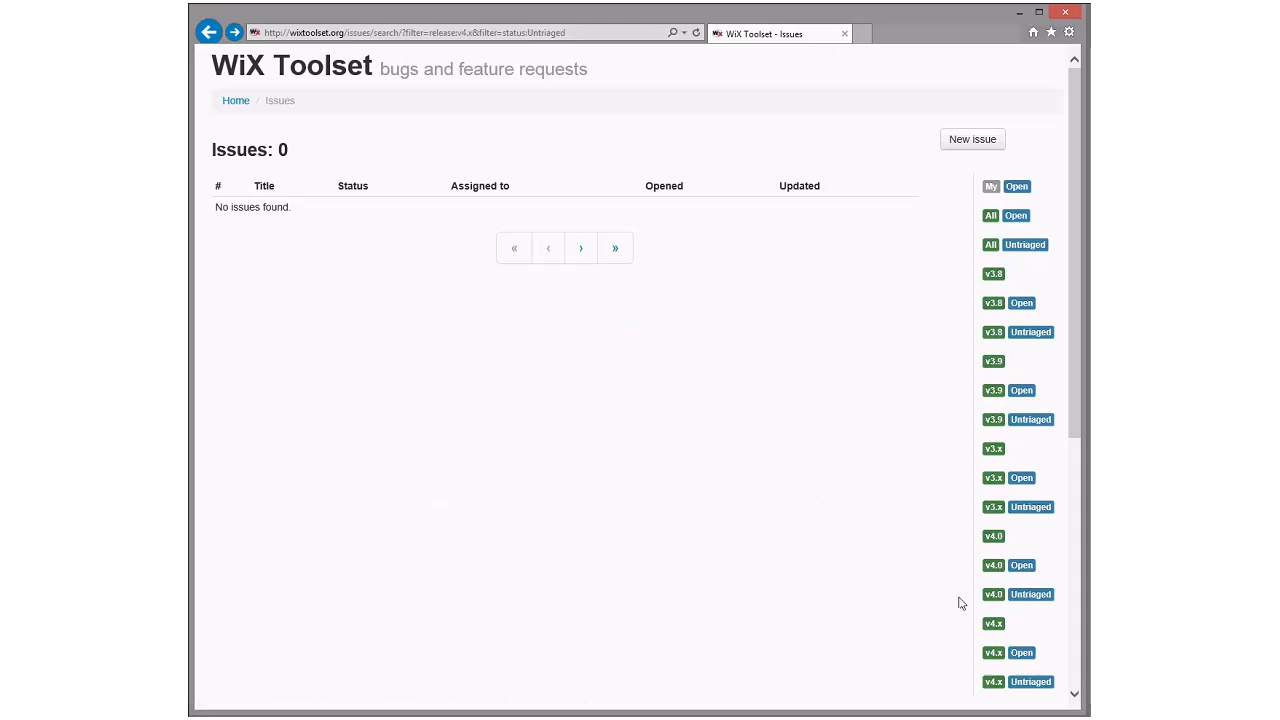 http://wixtoolset.org/issues/search/?filter=release:v4.x&filter=status:Untriaged
WiX Toolset - Issues
WiX Toolset bugs and feature requests
Home / Issues
New issue
Issues: 0
# Title Status Assigned to Opened Updated
No issues found.
« ‹ › »
My Open
All Open
All Untriaged
v3.8
v3.8 Open
v3.8 Untriaged
v3.9
v3.9 Open
v3.9 Untriaged
v3.x
v3.x Open
v3.x Untriaged
v4.0
v4.0 Open
v4.0 Untriaged
v4.x
v4.x Open
v4.x Untriaged